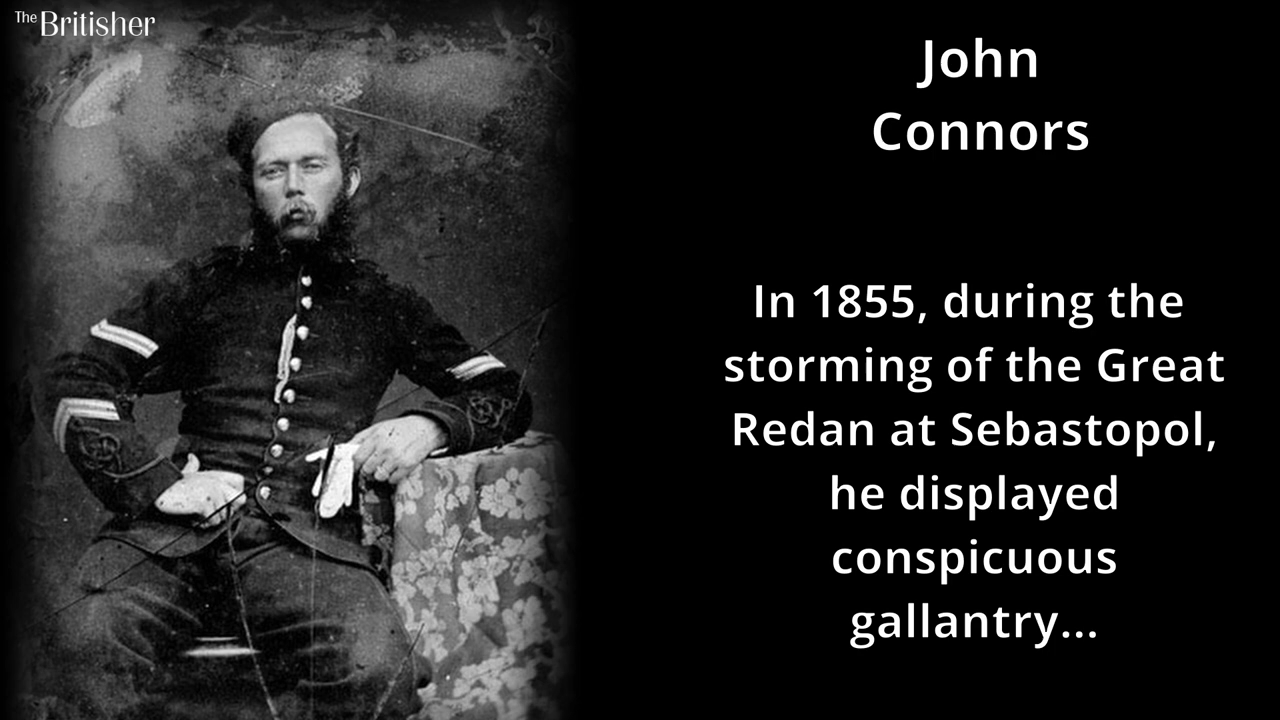 The Britisher
John
Connors
In 1855, during the
storming of the Great
Redan at Sebastopol,
he displayed
conspicuous
gallantry...